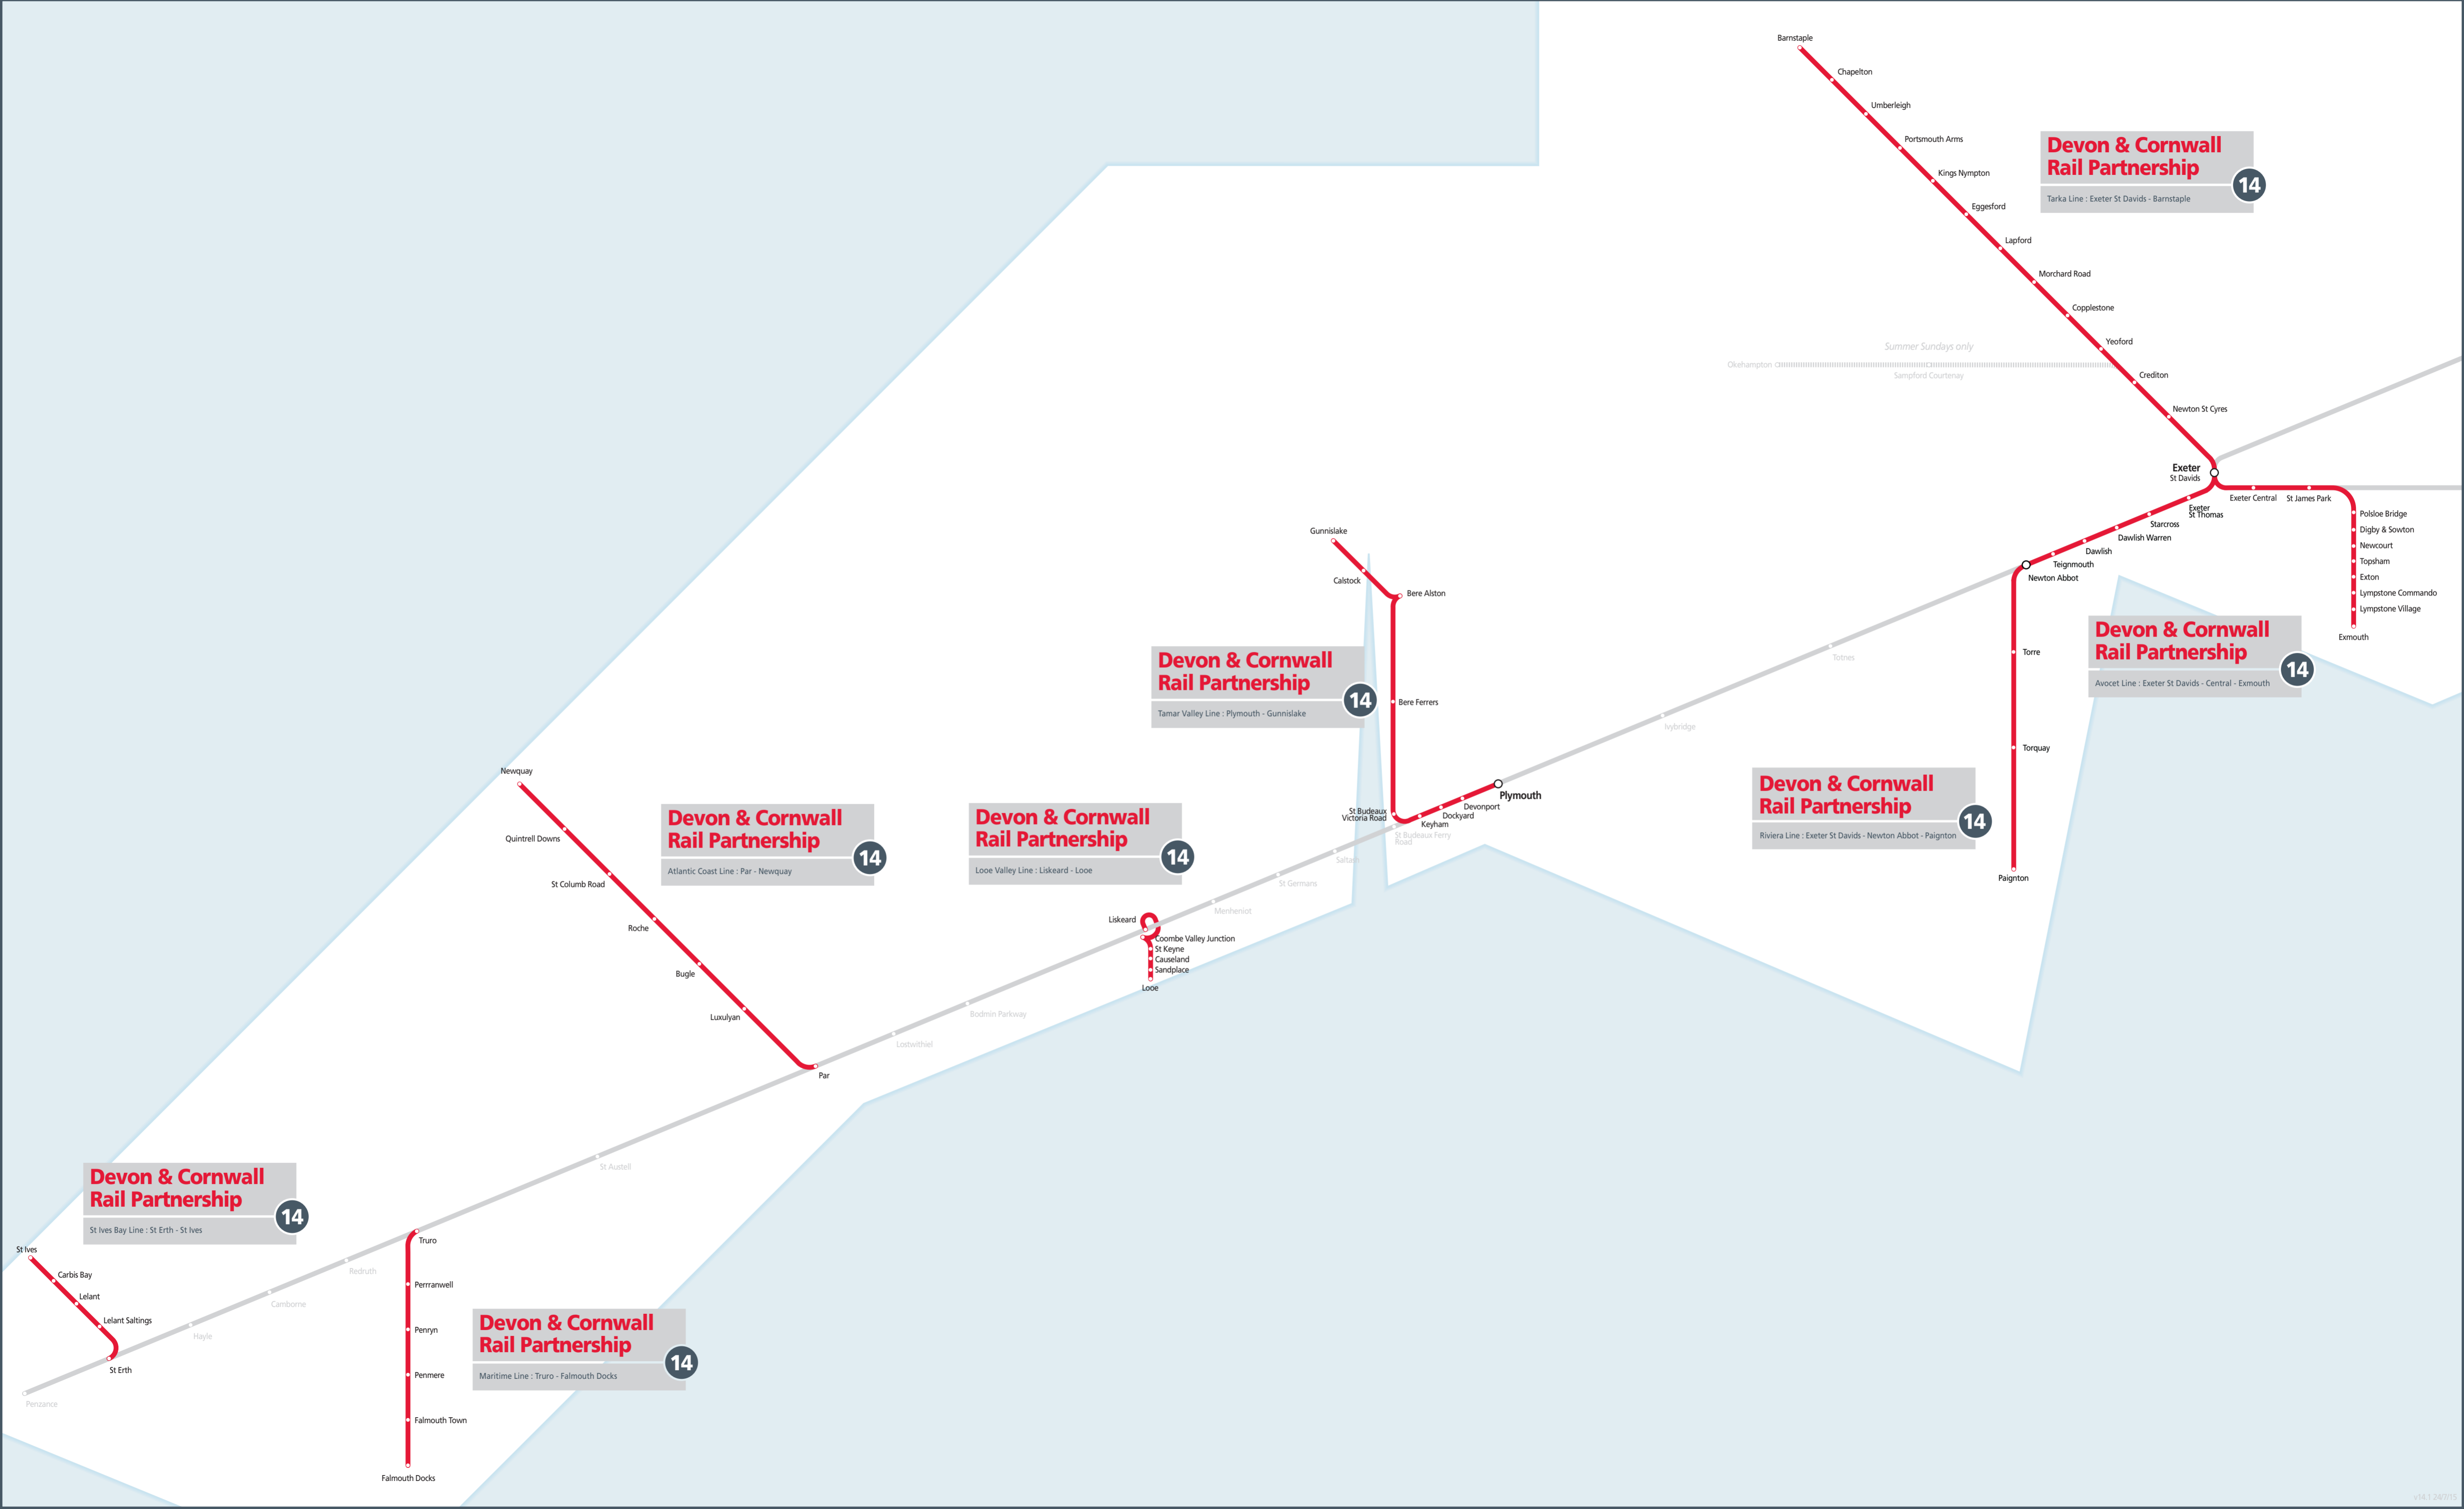 Barnstaple
Chapelton
Umberleigh
Portsmouth Arms
Kings Nympton
Eggesford
Lapford
Morchard Road
Copplestone
Yeoford
Crediton
Newton St Cyres
Devon & Cornwall
Rail Partnership
14
Tarka Line : Exeter St Davids - Barnstaple
Summer Sundays only
Okehampton
Sampford Courtenay
Exeter
St Davids
Exeter Central
St James Park
Polsloe Bridge
Digby & Sowton
Newcourt
Topsham
Exton
Lympstone Commando
Lympstone Village
Exmouth
Exeter
St Thomas
Starcross
Dawlish Warren
Dawlish
Teignmouth
Newton Abbot
Torre
Torquay
Paignton
Devon & Cornwall
Rail Partnership
14
Avocet Line : Exeter St Davids - Central - Exmouth
Devon & Cornwall
Rail Partnership
14
Riviera Line : Exeter St Davids - Newton Abbot - Paignton
Totnes
Ivybridge
Gunnislake
Calstock
Bere Alston
Bere Ferrers
Devon & Cornwall
Rail Partnership
14
Tamar Valley Line : Plymouth - Gunnislake
Plymouth
Devonport
Dockyard
Keyham
St Budeaux
Victoria Road
St Budeaux Ferry
Road
Saltash
St Germans
Menheniot
Devon & Cornwall
Rail Partnership
14
Looe Valley Line : Liskeard - Looe
Liskeard
Coombe Valley Junction
St Keyne
Causeland
Sandplace
Looe
Bodmin Parkway
Lostwithiel
Newquay
Quintrell Downs
St Columb Road
Roche
Bugle
Luxulyan
Par
Devon & Cornwall
Rail Partnership
14
Atlantic Coast Line : Par - Newquay
St Austell
Devon & Cornwall
Rail Partnership
14
St Ives Bay Line : St Erth - St Ives
St Ives
Carbis Bay
Lelant
Lelant Saltings
St Erth
Penzance
Hayle
Camborne
Redruth
Truro
Perrranwell
Penryn
Penmere
Falmouth Town
Falmouth Docks
Devon & Cornwall
Rail Partnership
14
Maritime Line : Truro - Falmouth Docks